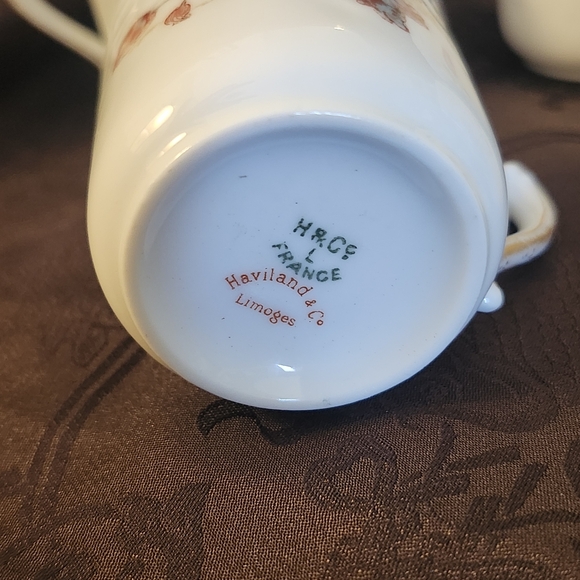 H&Co
L
FRANCE
Haviland & Co
Limoges